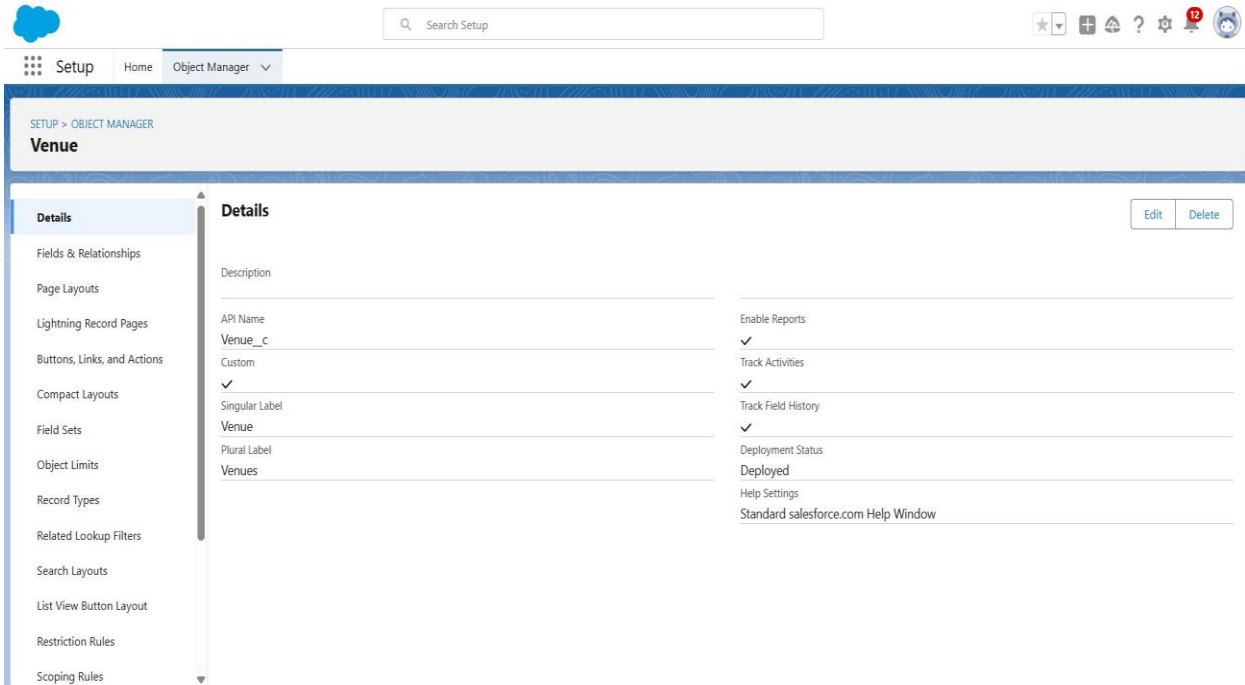 Search Setup
12
Setup
Home
Object Manager
SETUP > OBJECT MANAGER
Venue
Details
Fields & Relationships
Page Layouts
Lightning Record Pages
Buttons, Links, and Actions
Compact Layouts
Field Sets
Object Limits
Record Types
Related Lookup Filters
Search Layouts
List View Button Layout
Restriction Rules
Scoping Rules
Details
Edit
Delete
Description
API Name
Venue__c
Custom
Singular Label
Venue
Plural Label
Venues
Enable Reports
Track Activities
Track Field History
Deployment Status
Deployed
Help Settings
Standard salesforce.com Help Window